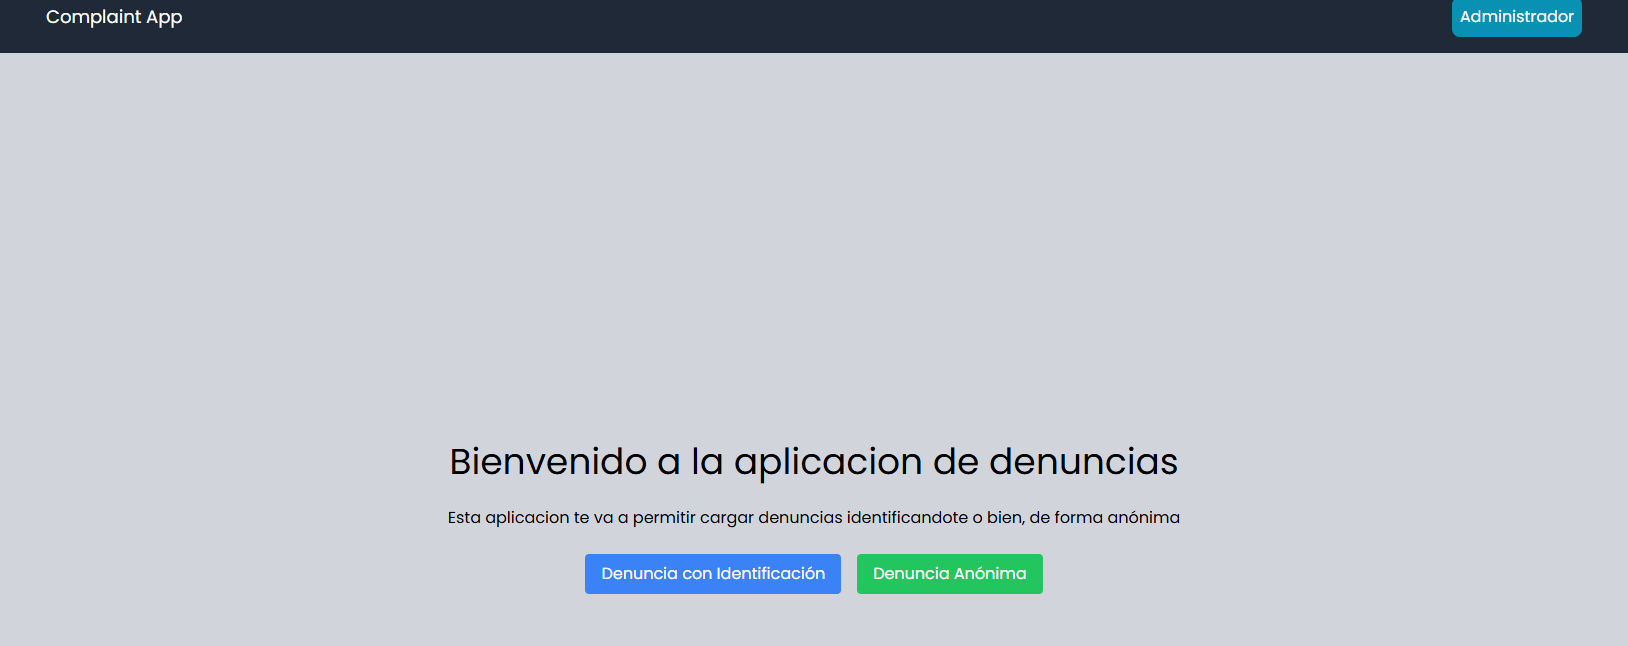 Complaint App
Administrador
Bienvenido a la aplicacion de denuncias
Esta aplicacion te va a permitir cargar denuncias identificandote o bien, de forma anónima
Denuncia con Identificación
Denuncia Anónima